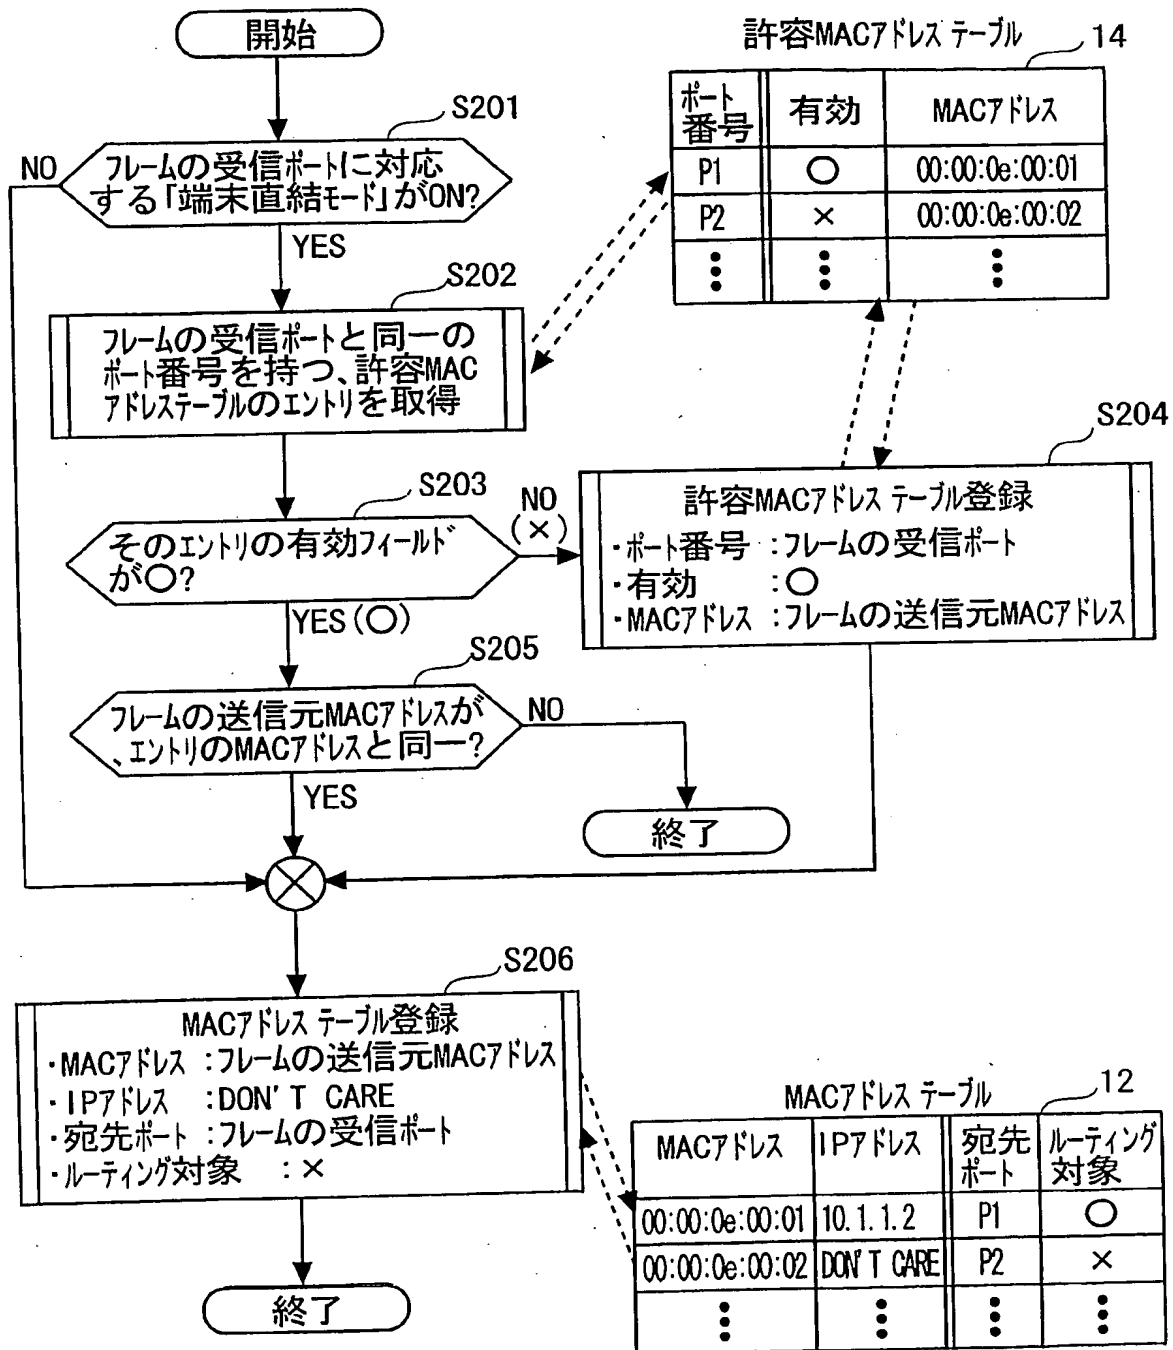 開始
S201
フレームの受信ポートに対応
する「端末直結モード」がON?
NO
YES
S202
フレームの受信ポートと同一の
ポート番号を持つ、許容MAC
アドレステーブルのエントリを取得
S203
そのエントリの有効フィールド
が○?
NO
(×)
YES(○)
S204
許容MACアドレス テーブル登録
・ポート番号 :フレームの受信ポート
・有効 :○
・MACアドレス :フレームの送信元MACアドレス
S205
フレームの送信元MACアドレスが
、エントリのMACアドレスと同一?
NO
YES
終了
S206
MACアドレス テーブル登録
・MACアドレス :フレームの送信元MACアドレス
・IPアドレス :DON'T CARE
・宛先ポート :フレームの受信ポート
・ルーティング対象 :×
終了
許容MACアドレス テーブル
14
ポート
番号 有効 MACアドレス
P1 ○ 00:00:0e:00:01
P2 × 00:00:0e:00:02
MACアドレス テーブル
12
MACアドレス IPアドレス 宛先
ポート ルーティング
対象
00:00:0e:00:01 10.1.1.2 P1 ○
00:00:0e:00:02 DON'T CARE P2 ×